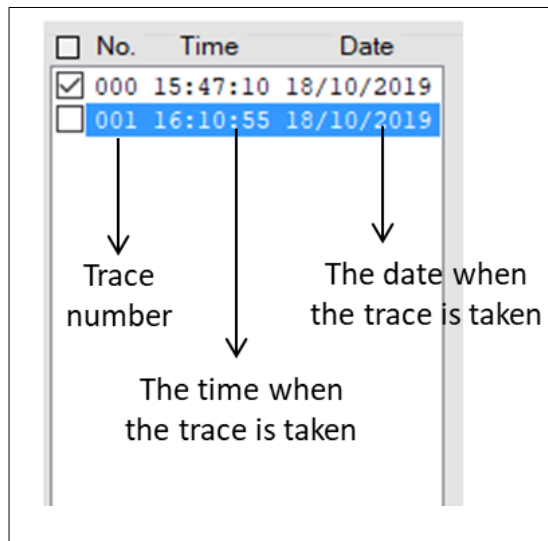 No. Time Date
000 15:47:10 18/10/2019
001 16:10:55 18/10/2019
Trace
number
The date when
the trace is taken
The time when
the trace is taken